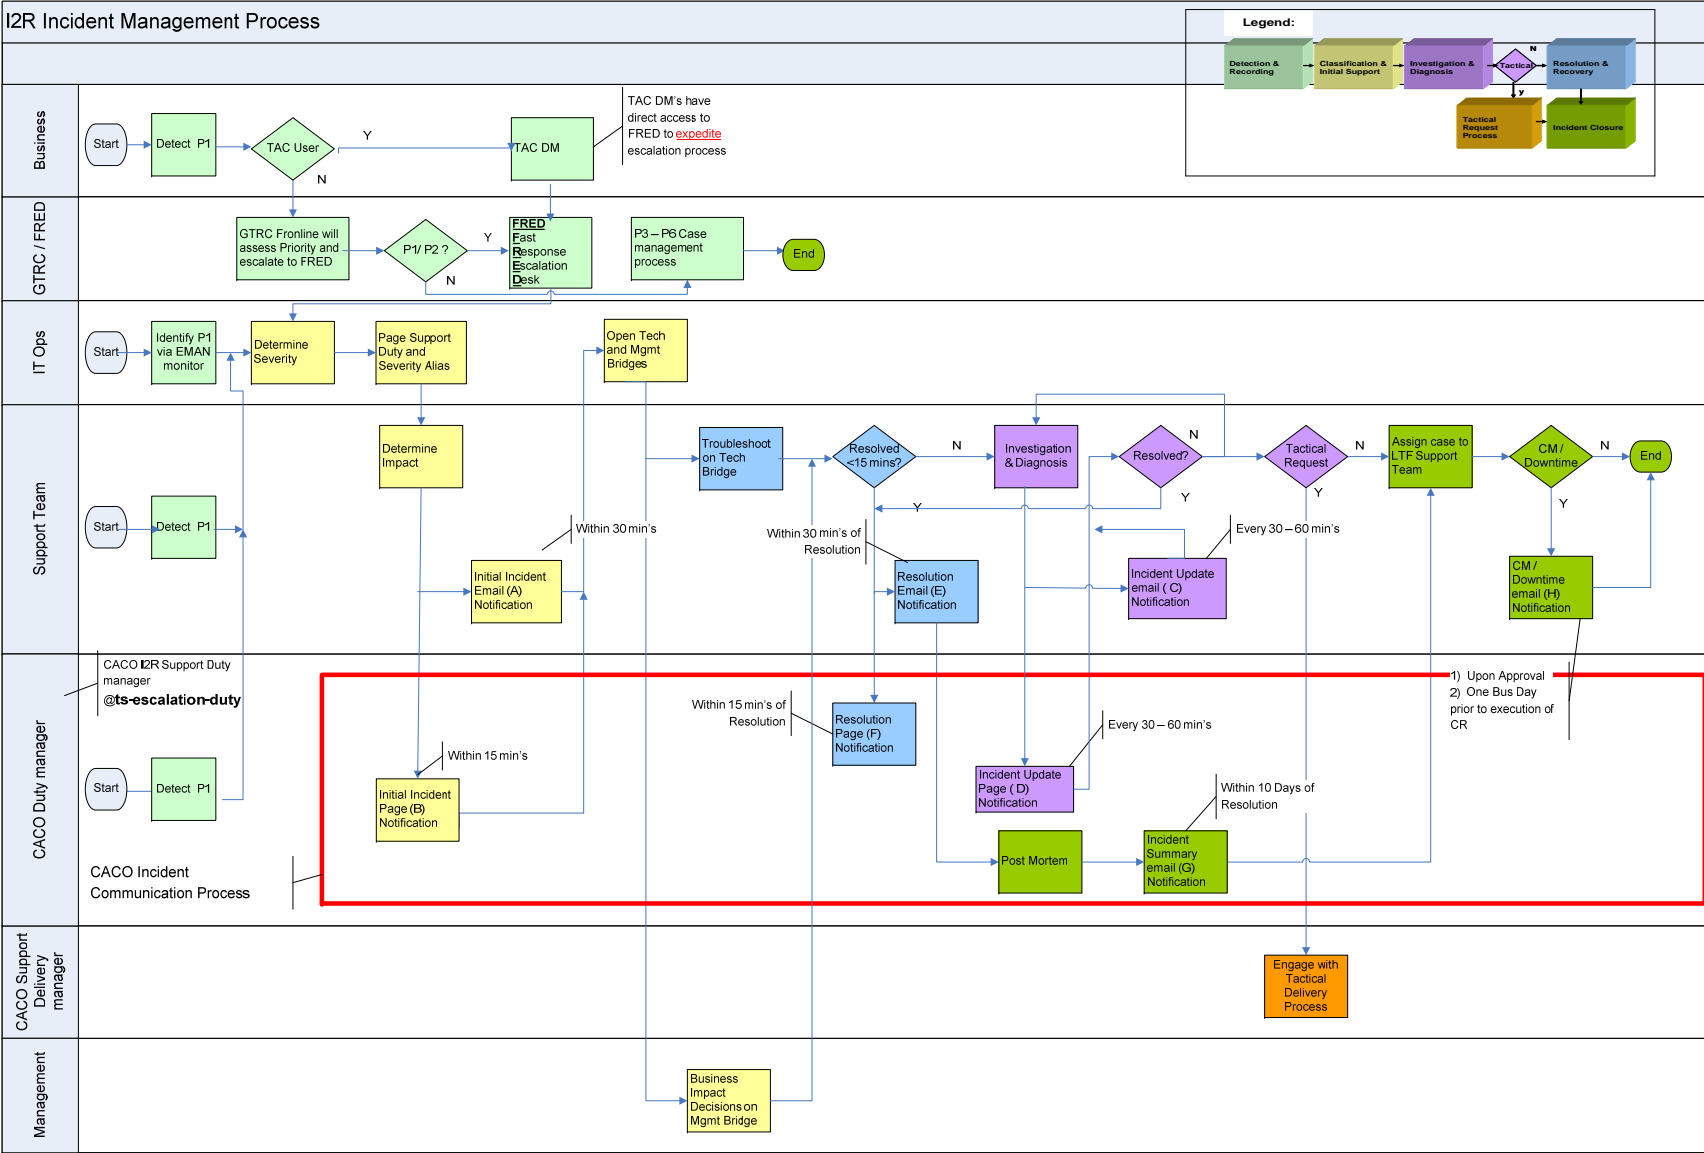 I2R Incident Management Process
Legend:
Detection &
Recording
Classification &
Initial Support
Investigation &
Diagnosis
Tactical
N
y
Resolution &
Recovery
Tactical
Request
Process
Incident Closure
Business
Start
Detect P1
TAC User
Y
N
TAC DM
TAC DM's have
direct access to
FRED to expedite
escalation process
GTRC / FRED
GTRC Fronline will
assess Priority and
escalate to FRED
P1/ P2 ?
Y
N
FRED
Fast
Response
Escalation
Desk
P3 – P6 Case
management
process
End
IT Ops
Start
Identify P1
via EMAN
monitor
Determine
Severity
Page Support
Duty and
Severity Alias
Open Tech
and Mgmt
Bridges
Support Team
Start
Detect P1
Determine
Impact
Within 30 min's
Initial Incident
Email (A)
Notification
Troubleshoot
on Tech
Bridge
Resolved
<15 mins?
N
Y
Within 30 min's of
Resolution
Resolution
Email (E)
Notification
Investigation
& Diagnosis
Resolved?
N
Y
Every 30 – 60 min's
Incident Update
email ( C)
Notification
Tactical
Request
N
Y
Assign case to
LTF Support
Team
CM /
Downtime
N
Y
End
CM /
Downtime
email (H)
Notification
CACO Duty manager
CACO I2R Support Duty
manager
@ts-escalation-duty
Start
Detect P1
CACO Incident
Communication Process
Within 15 min's
Initial Incident
Page (B)
Notification
Within 15 min's of
Resolution
Resolution
Page (F)
Notification
Every 30 – 60 min's
Incident Update
Page ( D)
Notification
Post Mortem
Within 10 Days of
Resolution
Incident
Summary
email (G)
Notification
1) Upon Approval
2) One Bus Day
prior to execution of
CR
CACO Support
Delivery
manager
Engage with
Tactical
Delivery
Process
Management
Business
Impact
Decisions on
Mgmt Bridge